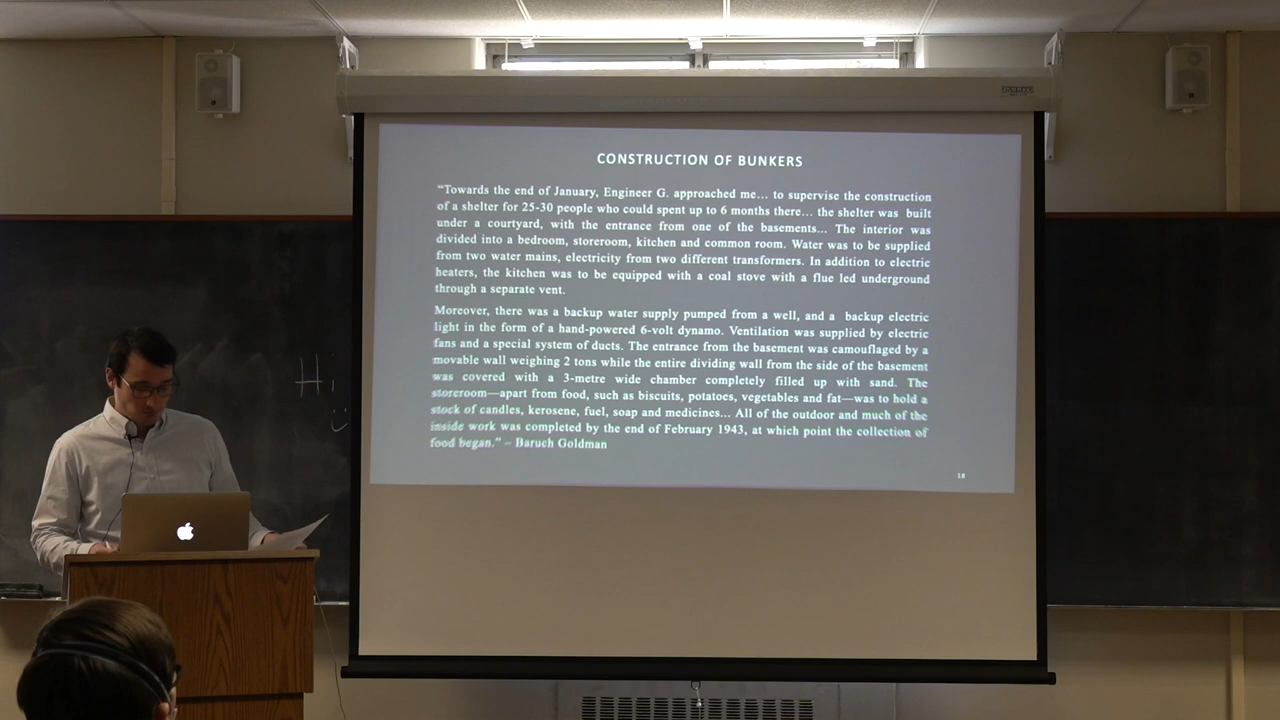 CONSTRUCTION OF BUNKERS
“Towards the end of January, Engineer G. approached me... to supervise the construction
of a shelter for 25-30 people who could spent up to 6 months there... the shelter was built
under a courtyard, with the entrance from one of the basements... The interior was
divided into a bedroom, storeroom, kitchen and common room. Water was to be supplied
from two water mains, electricity from two different transformers. In addition to electric
heaters, the kitchen was to be equipped with a coal stove with a flue led underground
through a separate vent.
Moreover, there was a backup water supply pumped from a well, and a backup electric
light in the form of a hand-powered 6-volt dynamo. Ventilation was supplied by electric
fans and a special system of ducts. The entrance from the basement was camouflaged by a
movable wall weighing 2 tons while the entire dividing wall from the side of the basement
was covered with a 3-metre wide chamber completely filled up with sand. The
storeroom—apart from food, such as biscuits, potatoes, vegetables and fat—was to hold a
stock of candles, kerosene, fuel, soap and medicines... All of the outdoor and much of the
inside work was completed by the end of February 1943, at which point the collection of
food began.” – Baruch Goldman
18
Hi